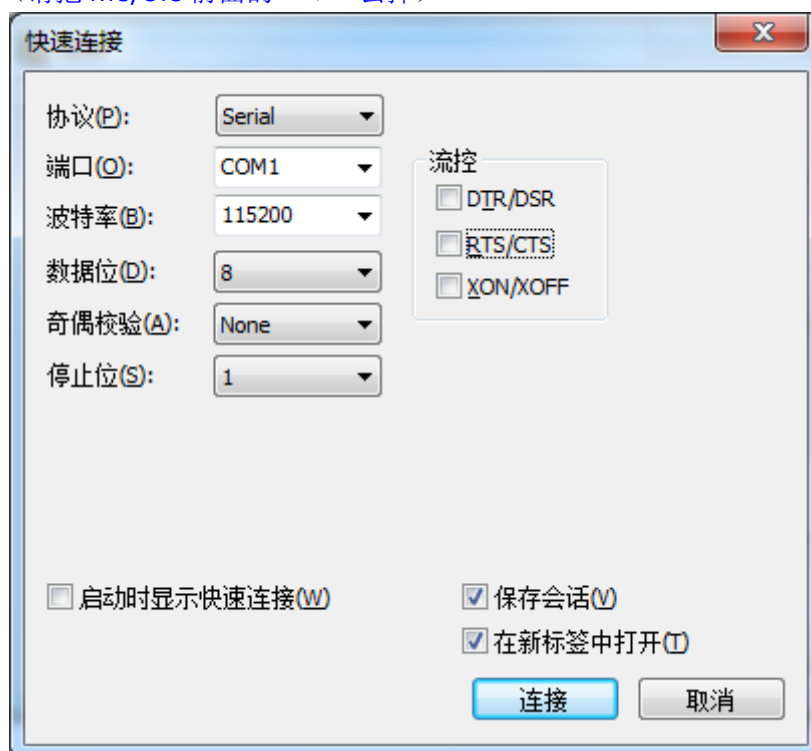 快速连接
协议(P):
Serial
端口(O):
COM1
流控
DTR/DSR
波特率(B):
115200
RTS/CTS
数据位(D):
8
XON/XOFF
奇偶校验(A):
None
停止位(S):
1
启动时显示快速连接(W)
保存会话(V)
在新标签中打开(T)
连接
取消